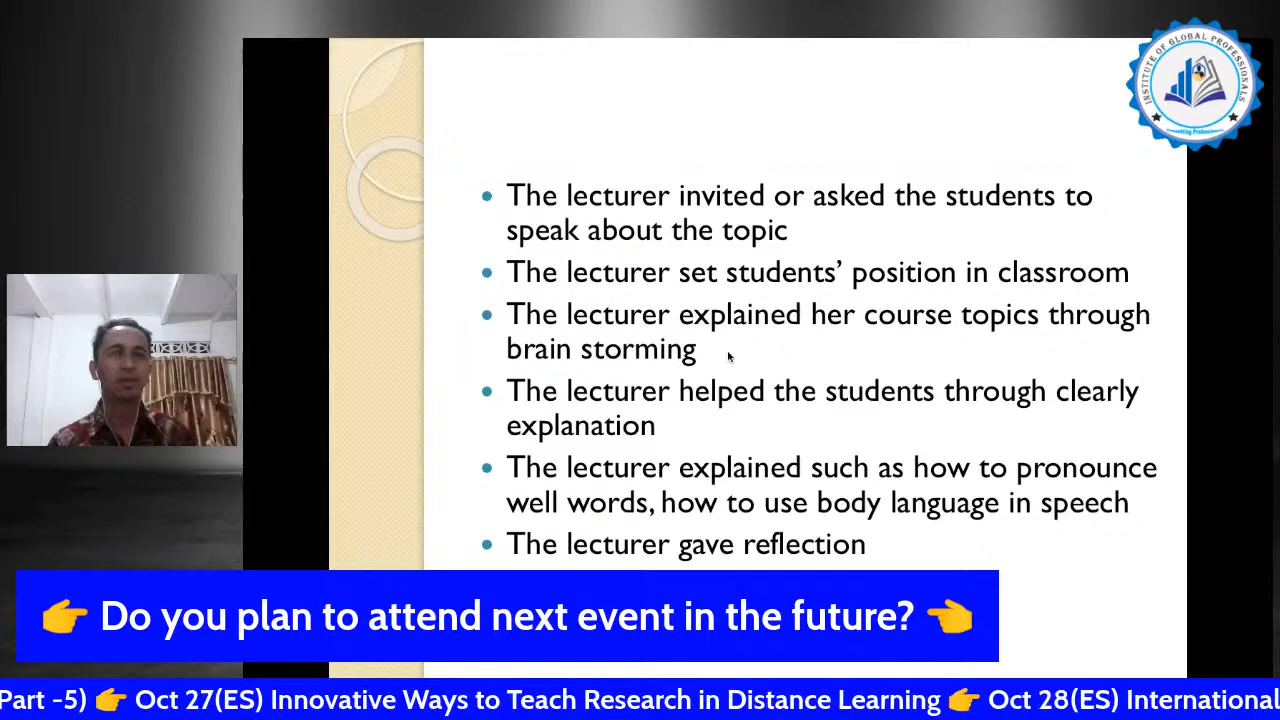 INSTITUTE OF GLOBAL PROFESSIONALS
• The lecturer invited or asked the students to
speak about the topic
• The lecturer set students’ position in classroom
• The lecturer explained her course topics through
brain storming
• The lecturer helped the students through clearly
explanation
• The lecturer explained such as how to pronounce
well words, how to use body language in speech
• The lecturer gave reflection
👉 Do you plan to attend next event in the future? 👈
Part -5) 👉 Oct 27(ES) Innovative Ways to Teach Research in Distance Learning 👉 Oct 28(ES) International